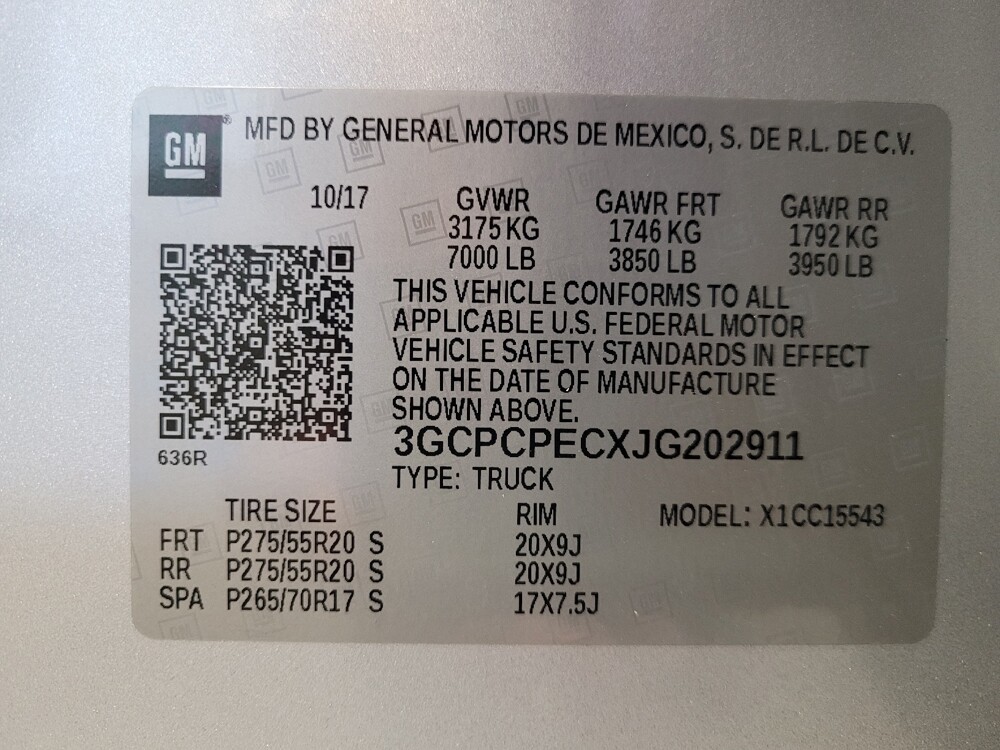 GM® MFD BY GENERAL MOTORS DE MEXICO, S. DE R.L. DE C.V.
10/17 GVWR GAWR FRT GAWR RR
3175 KG 1746 KG 1792 KG
7000 LB 3850 LB 3950 LB
THIS VEHICLE CONFORMS TO ALL
APPLICABLE U.S. FEDERAL MOTOR
VEHICLE SAFETY STANDARDS IN EFFECT
ON THE DATE OF MANUFACTURE
SHOWN ABOVE.
3GCPCPECXJG202911
636R
TYPE: TRUCK
TIRE SIZE RIM MODEL: X1CC15543
FRT P275/55R20 S 20X9J
RR P275/55R20 S 20X9J
SPA P265/70R17 S 17X7.5J